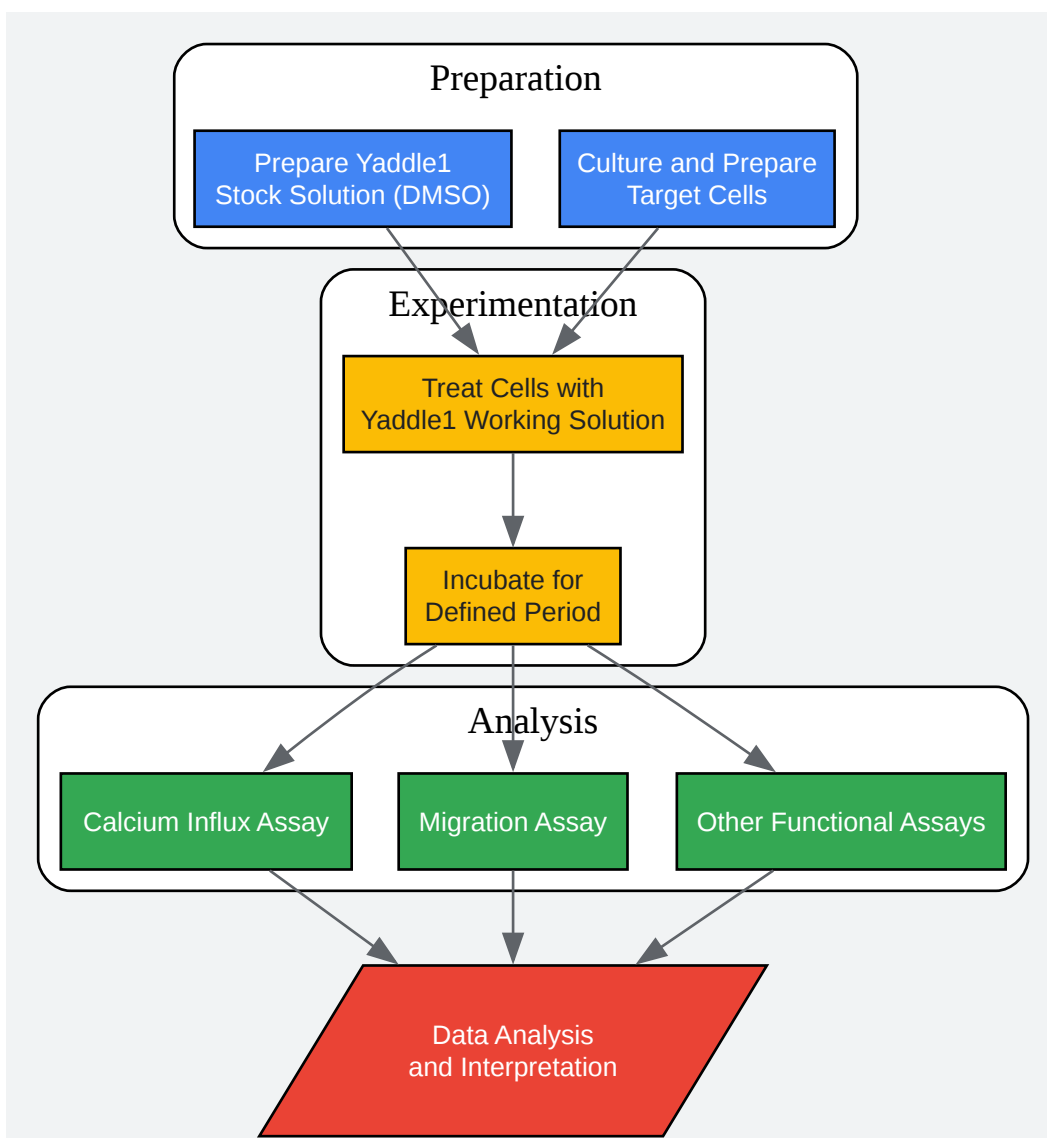 Preparation
Prepare Yaddle1
Stock Solution (DMSO)
Culture and Prepare
Target Cells
Experimentation
Treat Cells with
Yaddle1 Working Solution
Incubate for
Defined Period
Analysis
Calcium Influx Assay
Migration Assay
Other Functional Assays
Data Analysis
and Interpretation